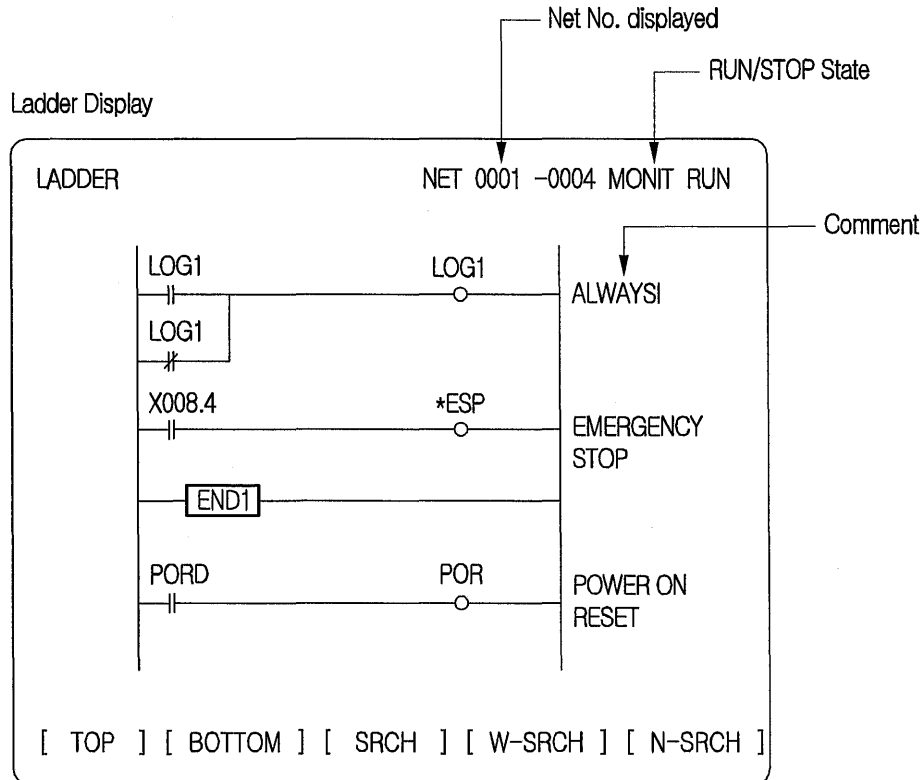 Net No. displayed
RUN/STOP State
Ladder Display
LADDER NET 0001 -0004 MONIT RUN
Comment
LOG1 LOG1
ALWAYSI
LOG1
X008.4 *ESP
EMERGENCY
STOP
END1
PORD POR
POWER ON
RESET
[ TOP ] [ BOTTOM ] [ SRCH ] [ W-SRCH ] [ N-SRCH ]